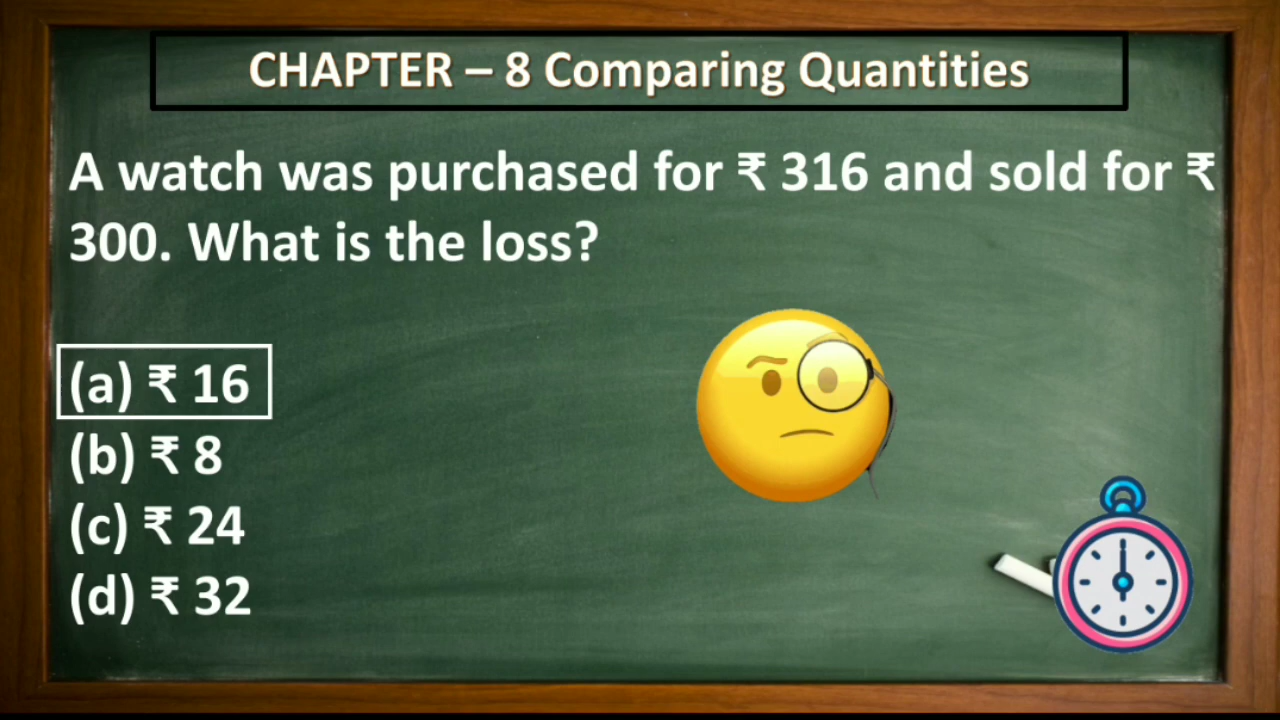 CHAPTER – 8 Comparing Quantities
A watch was purchased for ₹ 316 and sold for ₹
300. What is the loss?
(a) ₹ 16
(b) ₹ 8
(c) ₹ 24
(d) ₹ 32